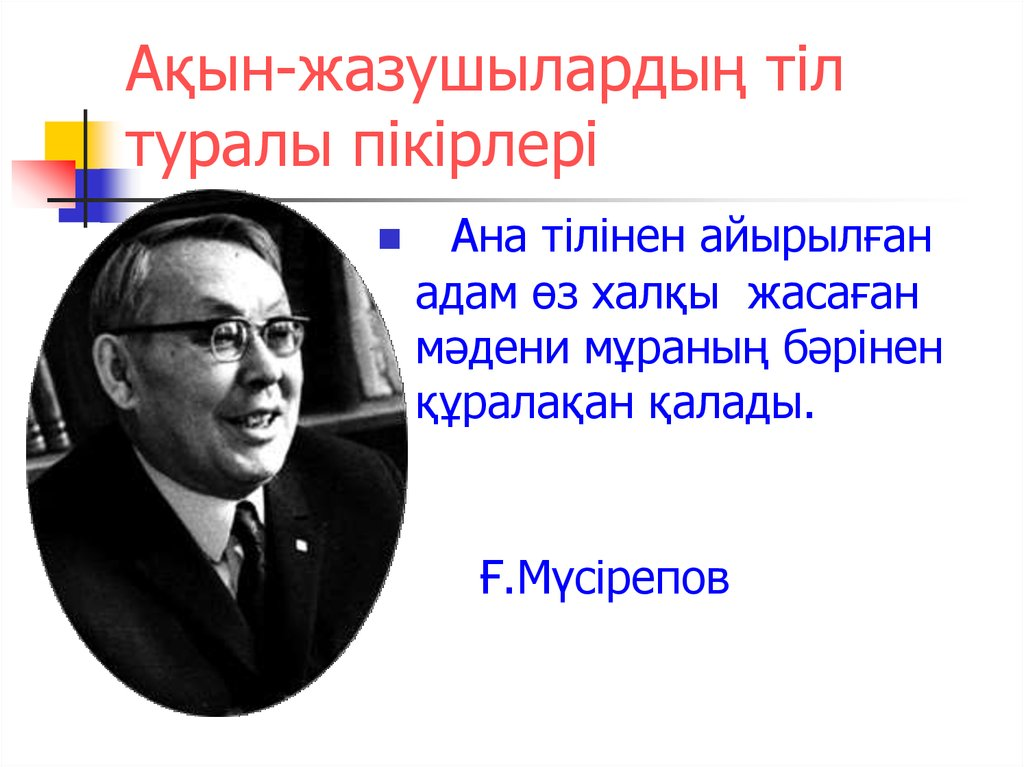 Ақын-жазушылардың тіл
туралы пікірлері
Ана тілінен айырылған
адам өз халқы жасаған
мәдени мұраның бәрінен
құралақан қалады.
Ғ.Мүсірепов